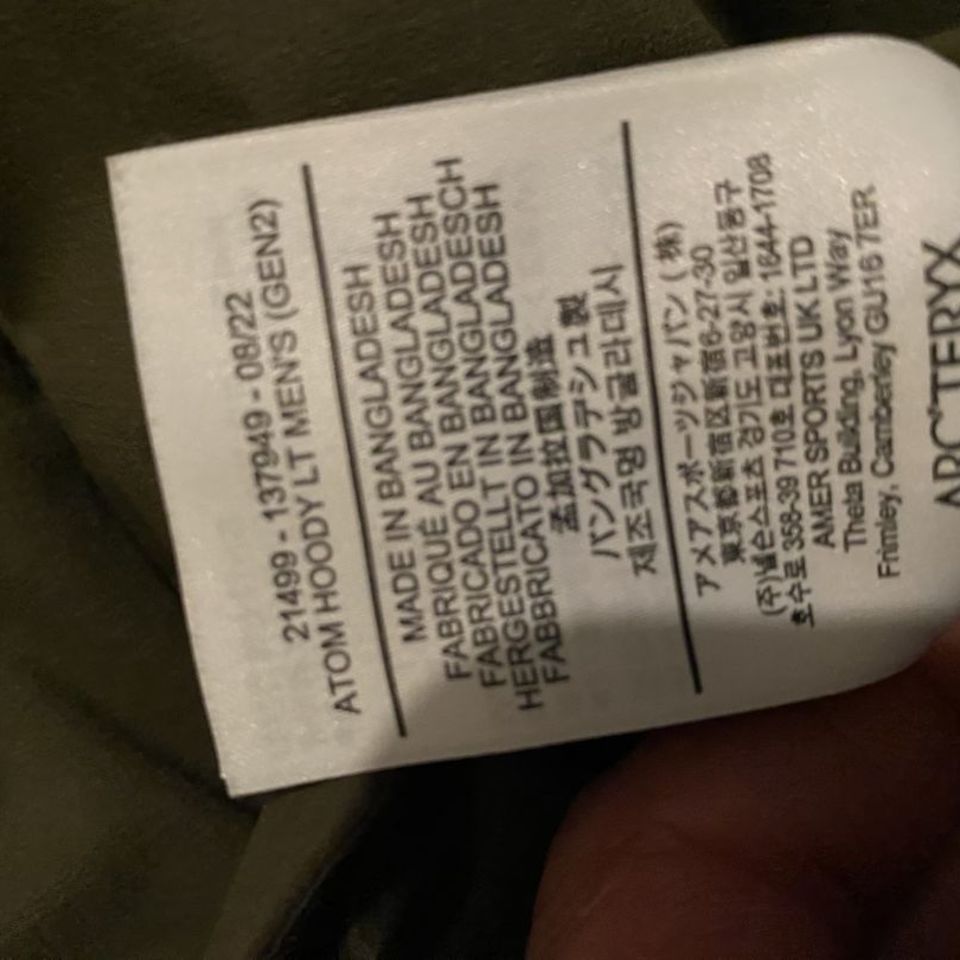 21499 - 137949 - 08/22
ATOM HOODY LT MEN'S (GEN2)
MADE IN BANGLADESH
FABRIQUÉ AU BANGLADESH
FABRICADO EN BANGLADESH
HERGESTELLT IN BANGLADESCH
FABBRICATO IN BANGLADESH
孟加拉国制造
バングラデシュ製
제조국명 방글라데시
アメアスポーツジャパン (株)
東京都新宿区新宿6-27-30
(주)넬슨스포츠 경기도 고양시 일산동구
호수로 358-39 710호 대표번호: 1644-1708
AMER SPORTS UK LTD
Theta Building, Lyon Way
Frimley, Camberley GU16 7ER
ARC'TERYX